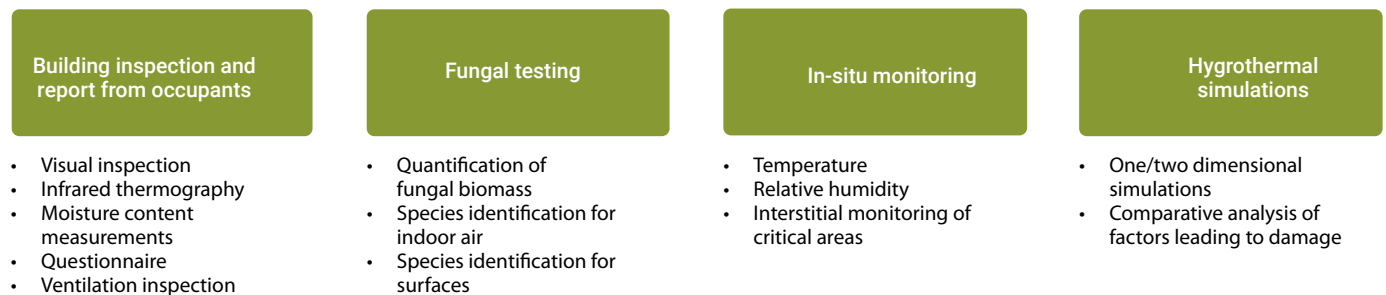 Building inspection and
report from occupants
• Visual inspection
• Infrared thermography
• Moisture content
measurements
• Questionnaire
• Ventilation inspection
Fungal testing
• Quantification of
fungal biomass
• Species identification for
indoor air
• Species identification for
surfaces
In-situ monitoring
• Temperature
• Relative humidity
• Interstitial monitoring of
critical areas
Hygrothermal
simulations
• One/two dimensional
simulations
• Comparative analysis of
factors leading to damage